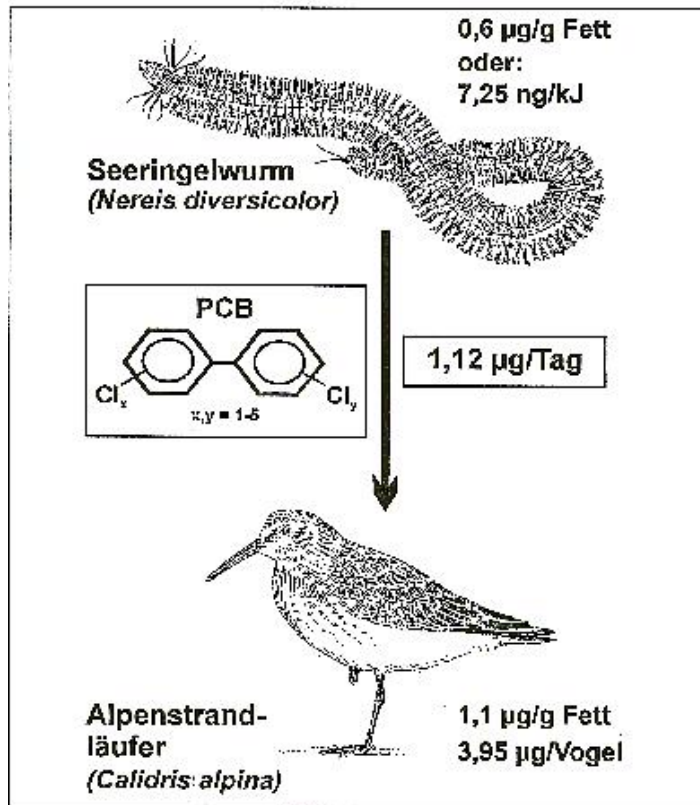 0,6 µg/g Fett
oder:
7,25 ng/kJ
Seeringelwurm
(Nereis diversicolor)
PCB
Clₓ
Clᵧ
x,y = 1-5
1,12 µg/Tag
Alpenstrand-
läufer
(Calidris alpina)
1,1 µg/g Fett
3,95 µg/Vogel